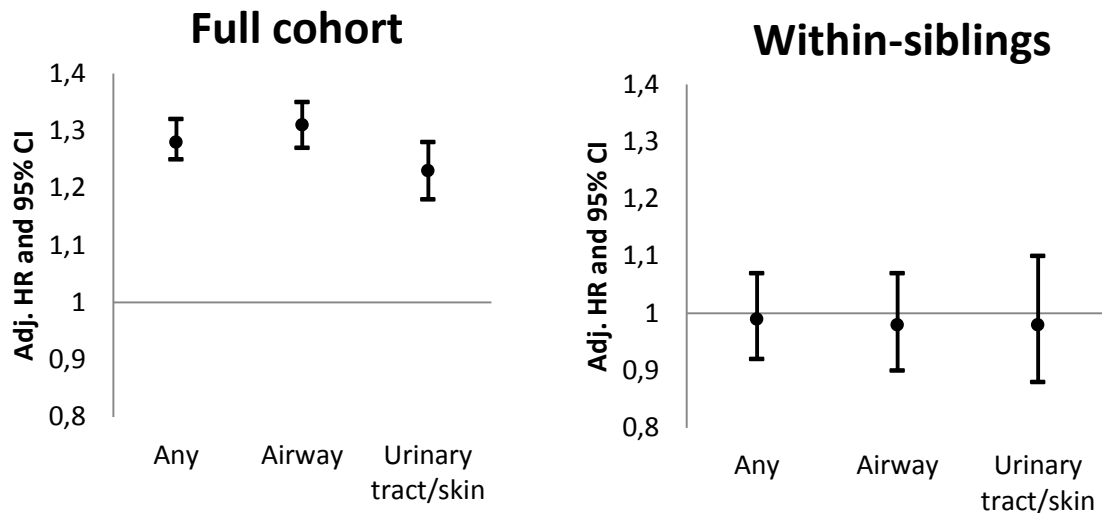 Full cohort
Adj. HR and 95% CI
1,4
1,3
1,2
1,1
1
0,9
0,8
Any
Airway
Urinary
tract/skin
Within-siblings
Adj. HR and 95% CI
1,4
1,3
1,2
1,1
1
0,9
0,8
Any
Airway
Urinary
tract/skin